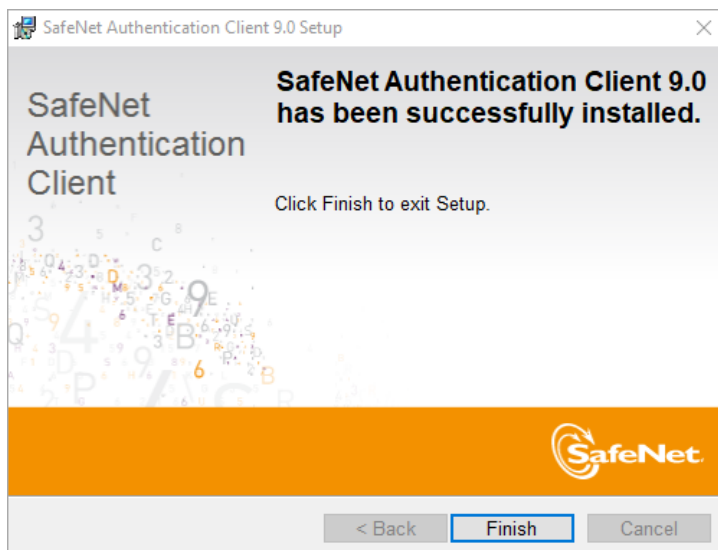 SafeNet Authentication Client 9.0 Setup
SafeNet
Authentication
Client
SafeNet Authentication Client 9.0
has been successfully installed.
Click Finish to exit Setup.
SafeNet.
< Back
Finish
Cancel